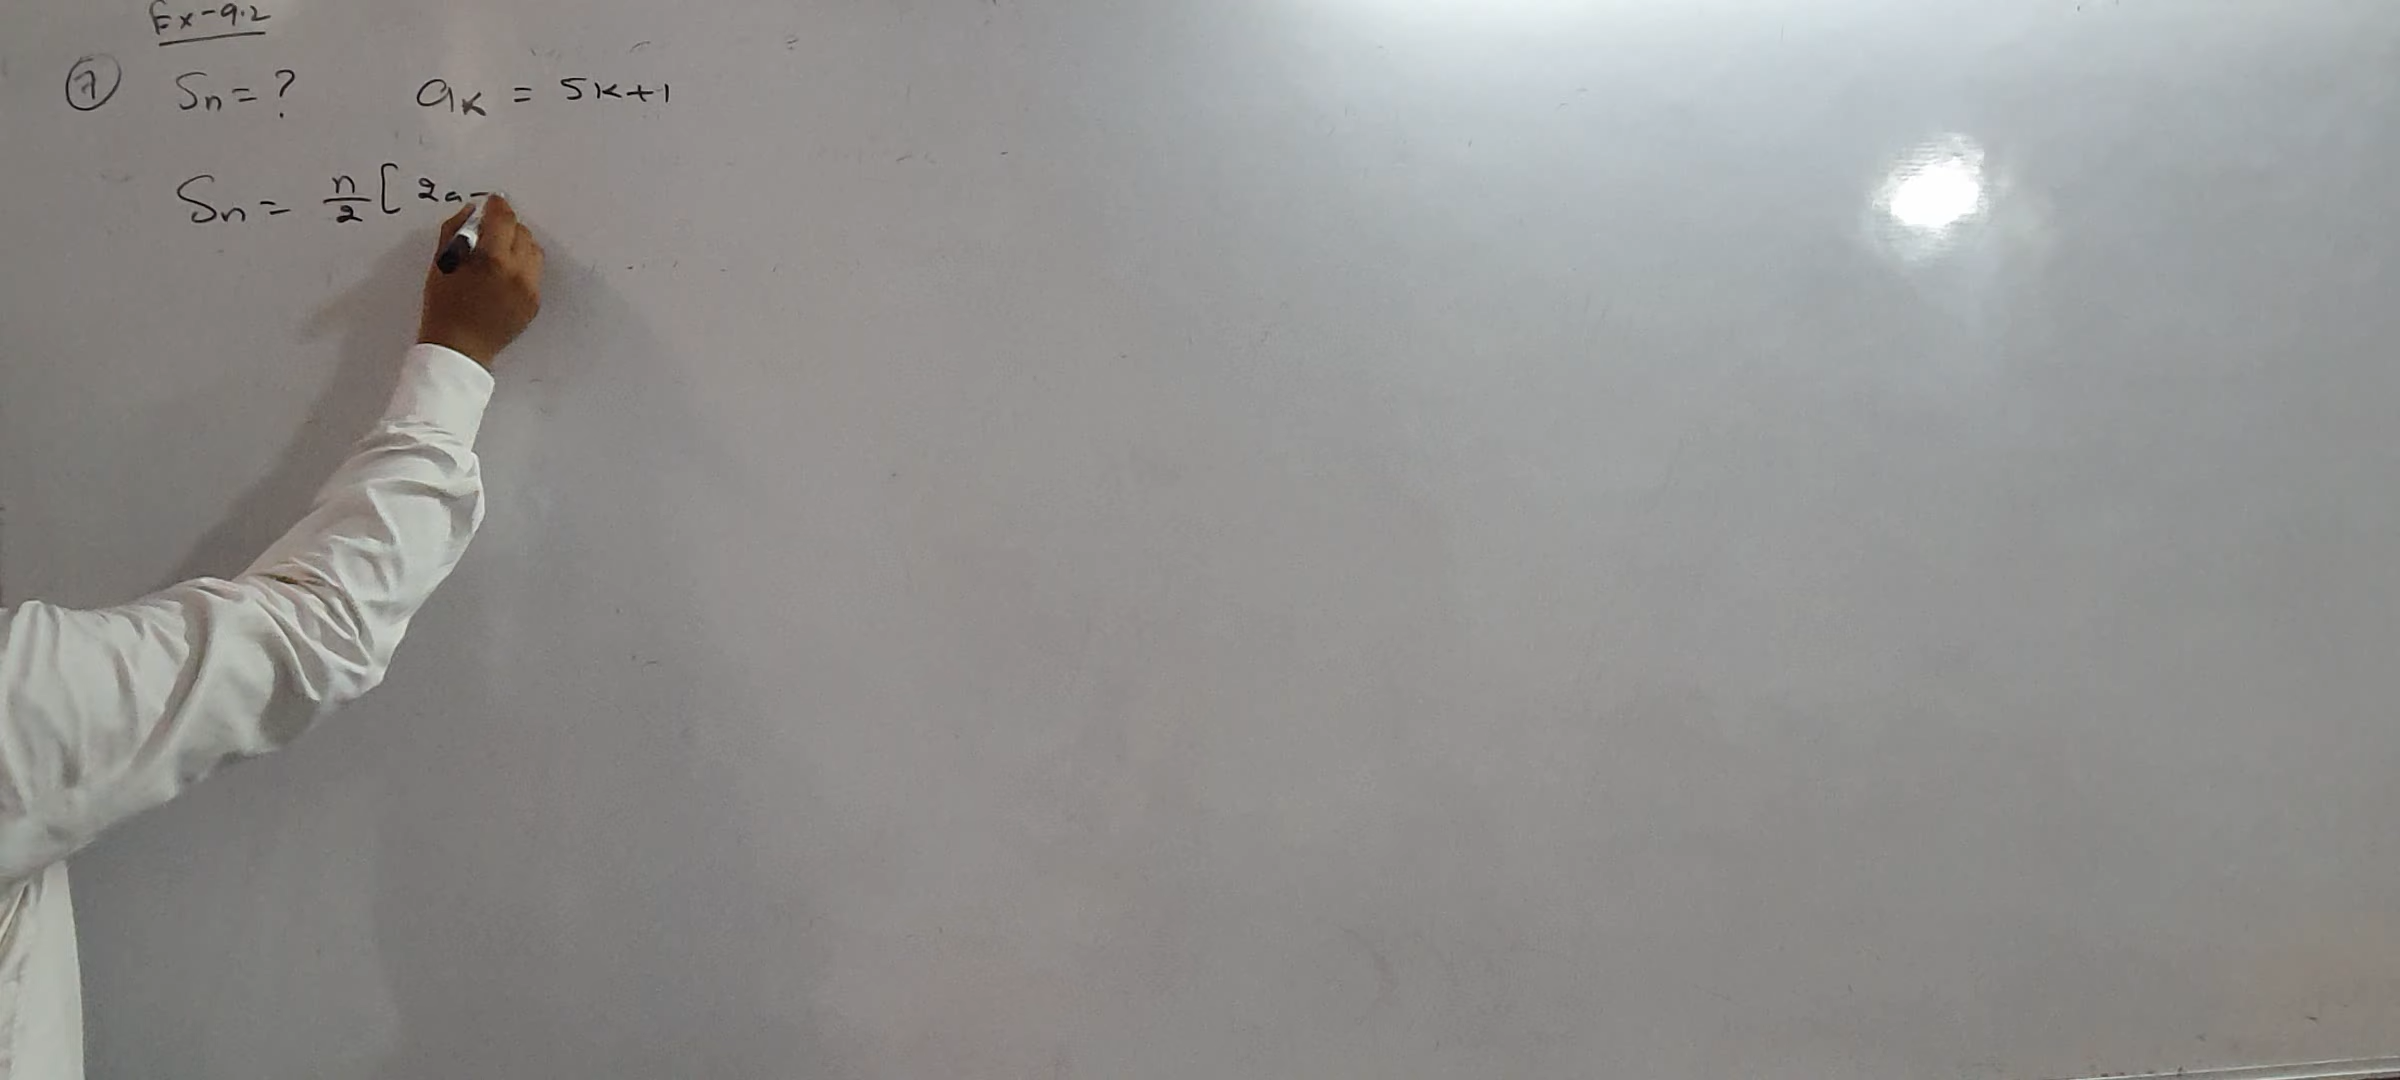 Ex-9.2
7 Sn = ? ak = 5k+1
Sn = n/2 [ 2a